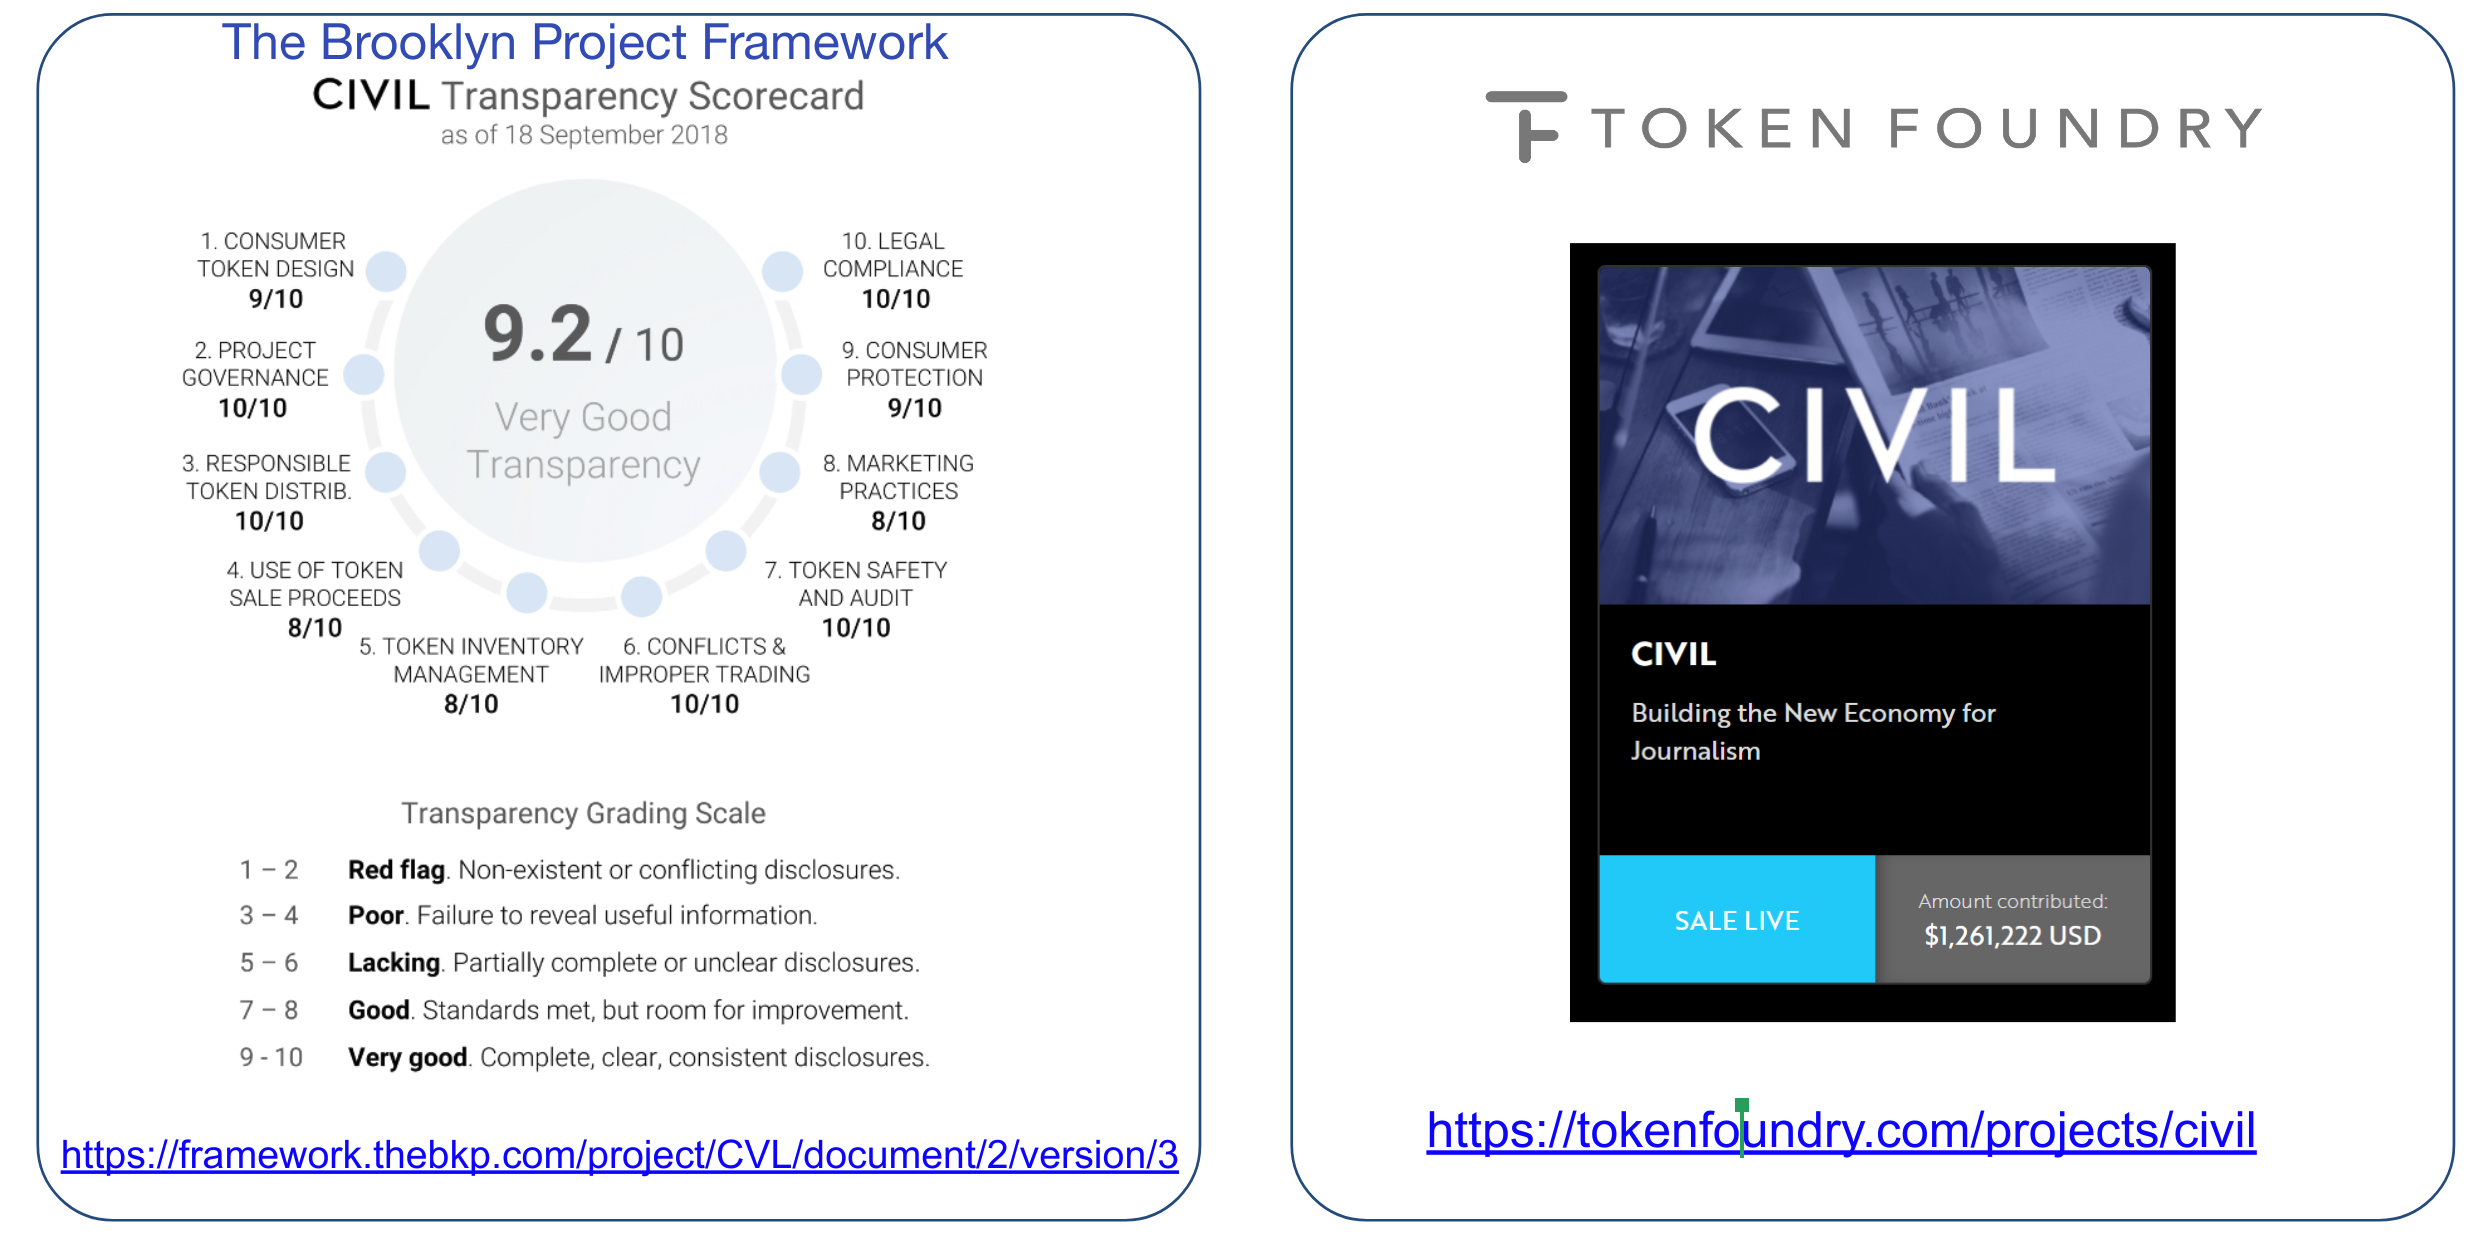 The Brooklyn Project Framework
CIVIL Transparency Scorecard
as of 18 September 2018
1. CONSUMER
TOKEN DESIGN
9/10
2. PROJECT
GOVERNANCE
10/10
3. RESPONSIBLE
TOKEN DISTRIB.
10/10
4. USE OF TOKEN
SALE PROCEEDS
8/10
5. TOKEN INVENTORY
MANAGEMENT
8/10
6. CONFLICTS &
IMPROPER TRADING
10/10
7. TOKEN SAFETY
AND AUDIT
10/10
8. MARKETING
PRACTICES
8/10
9. CONSUMER
PROTECTION
9/10
10. LEGAL
COMPLIANCE
10/10
9.2 / 10
Very Good
Transparency
Transparency Grading Scale
1 – 2 Red flag. Non-existent or conflicting disclosures.
3 – 4 Poor. Failure to reveal useful information.
5 – 6 Lacking. Partially complete or unclear disclosures.
7 – 8 Good. Standards met, but room for improvement.
9 - 10 Very good. Complete, clear, consistent disclosures.
https://framework.thebkp.com/project/CVL/document/2/version/3
TOKEN FOUNDRY
CIVIL
CIVIL
Building the New Economy for
Journalism
SALE LIVE
Amount contributed:
$1,261,222 USD
https://tokenfoundry.com/projects/civil